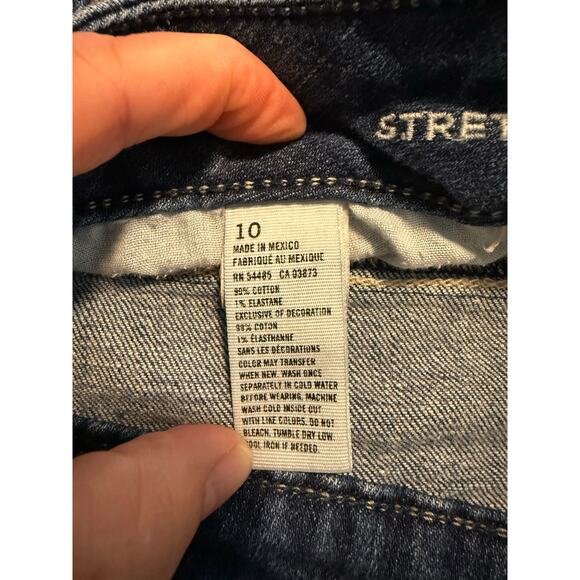 STRET
10
MADE IN MEXICO
FABRIQUÉ AU MEXIQUE
RN 54485 CA 03873
99% COTTON
1% ELASTANE
EXCLUSIVE OF DECORATION
99% COTON
1% ÉLASTHANNE
SANS LES DÉCORATIONS
COLOR MAY TRANSFER
WHEN NEW. WASH ONCE
SEPARATELY IN COLD WATER
BEFORE WEARING. MACHINE
WASH COLD INSIDE OUT
WITH LIKE COLORS. DO NOT
BLEACH. TUMBLE DRY LOW.
COOL IRON IF NEEDED.